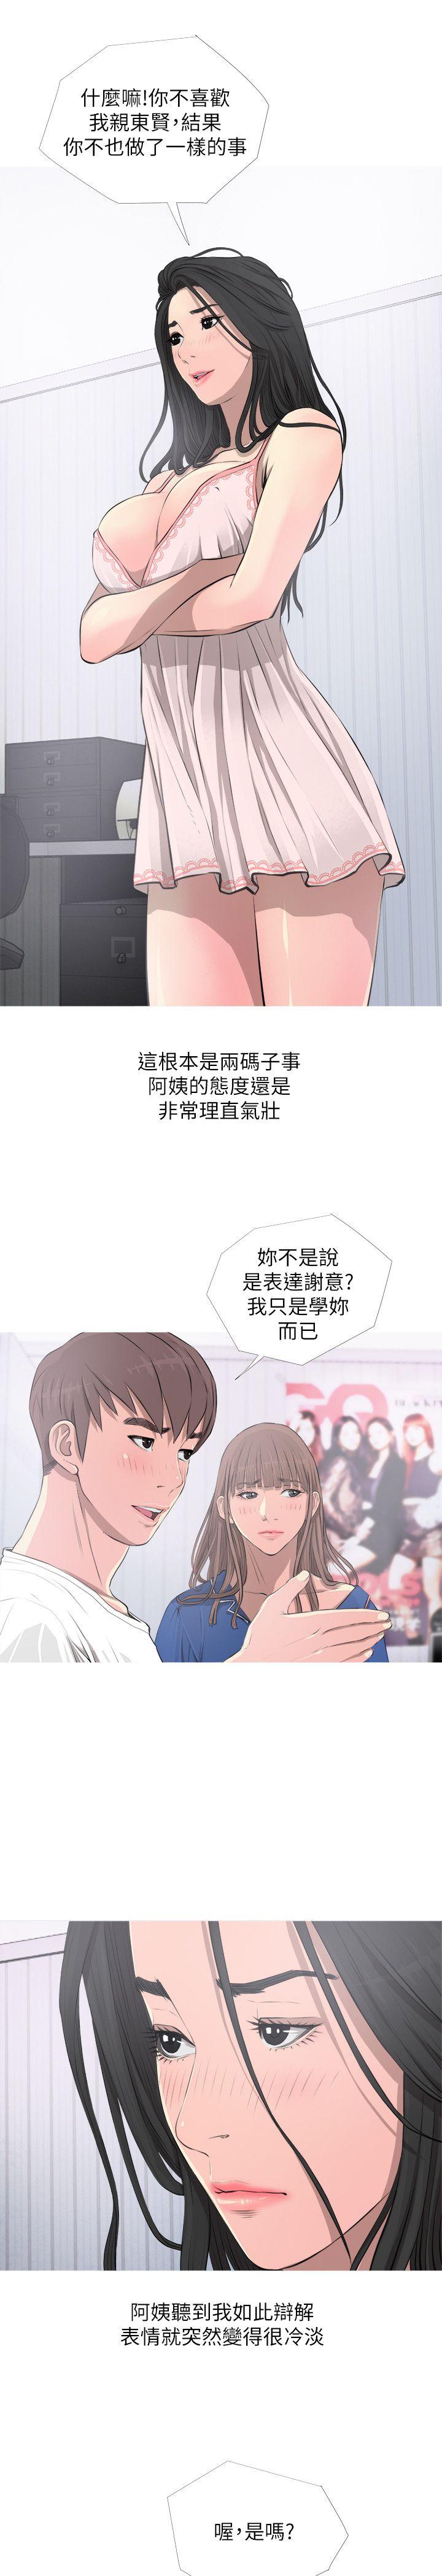 什麼嘛!你不喜歡
我親東賢,結果
你不也做了一樣的事
這根本是兩碼子事
阿姨的態度還是
非常理直氣壯
妳不是說
是表達謝意?
我只是學妳
而已
阿姨聽到我如此辯解
表情就突然變得很冷淡
喔,是嗎?